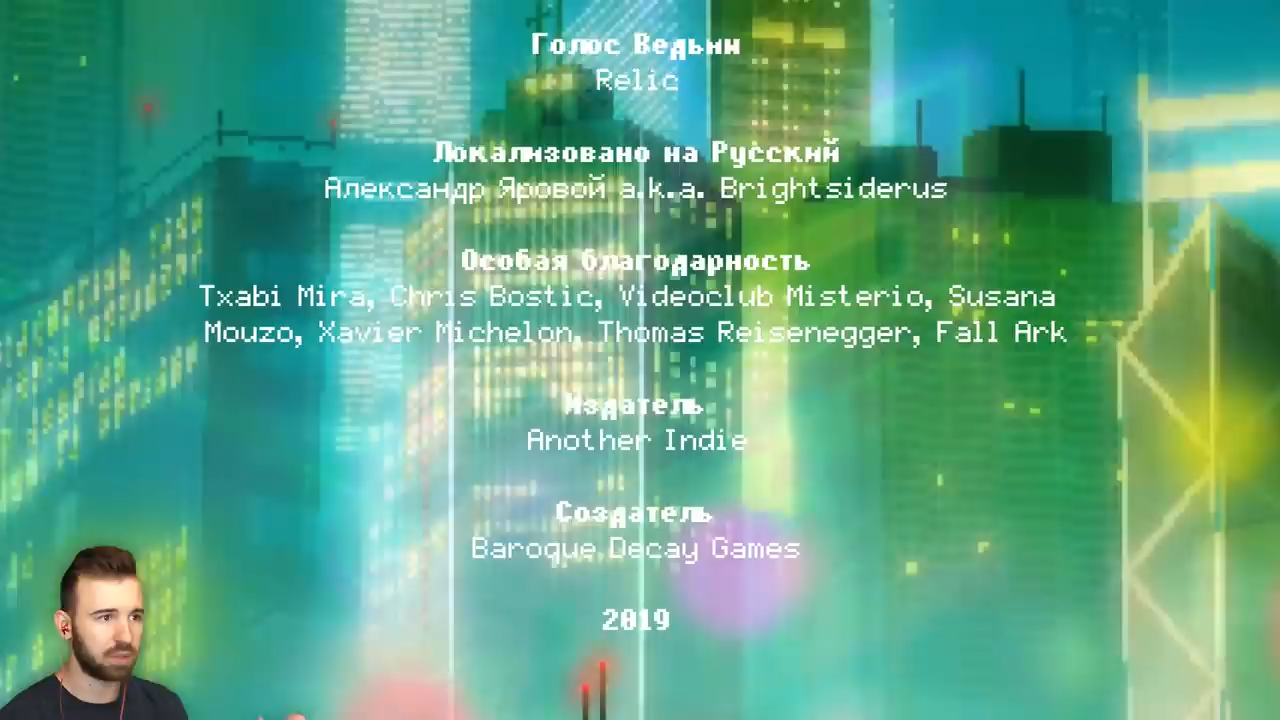 Голос Ведьми
Relic
Локализовано на Русский
Александр Яровой a.k.a. Brightsiderus
Особая благодарность
Txabi Mira, Chris Bostic, Videoclub Misterio, Susana
Mouzo, Xavier Michelon, Thomas Reisenegger, Fall Ark
Издатель
Another Indie
Создатель
Baroque Decay Games
2019